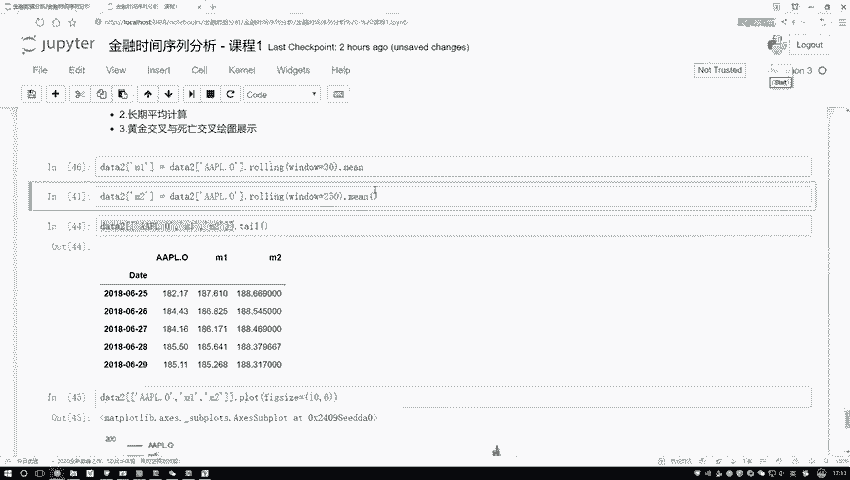 jupyter 金融时间序列分析 - 课程1 Last Checkpoint: 2 hours ago (unsaved changes)
Logout
File Edit View Insert Cell Kernel Widgets Help
Not Trusted
Code
• 2.长期平均计算
• 3.黄金交叉与死亡交叉绘图展示
In [46] data2['m1'] = data2['AAPL.O'].rolling(window=30).mean
In [41] data2['m2'] = data2['AAPL.O'].rolling(window=250).mean()
In [44] data2[['AAPL.O','m1','m2']].tail()
Out[44]:
AAPL.O m1 m2
Date
2018-06-25 182.17 187.610 188.669000
2018-06-26 184.43 186.825 188.545000
2018-06-27 184.16 186.171 188.469000
2018-06-28 185.50 185.641 188.379667
2018-06-29 185.11 185.268 188.317000
In [45] data2[['AAPL.O','m1','m2']].plot(figsize=(10,6))
Out[45]: <matplotlib.axes._subplots.AxesSubplot at 0x24098eedda0>
200 AAPL.O
17:11